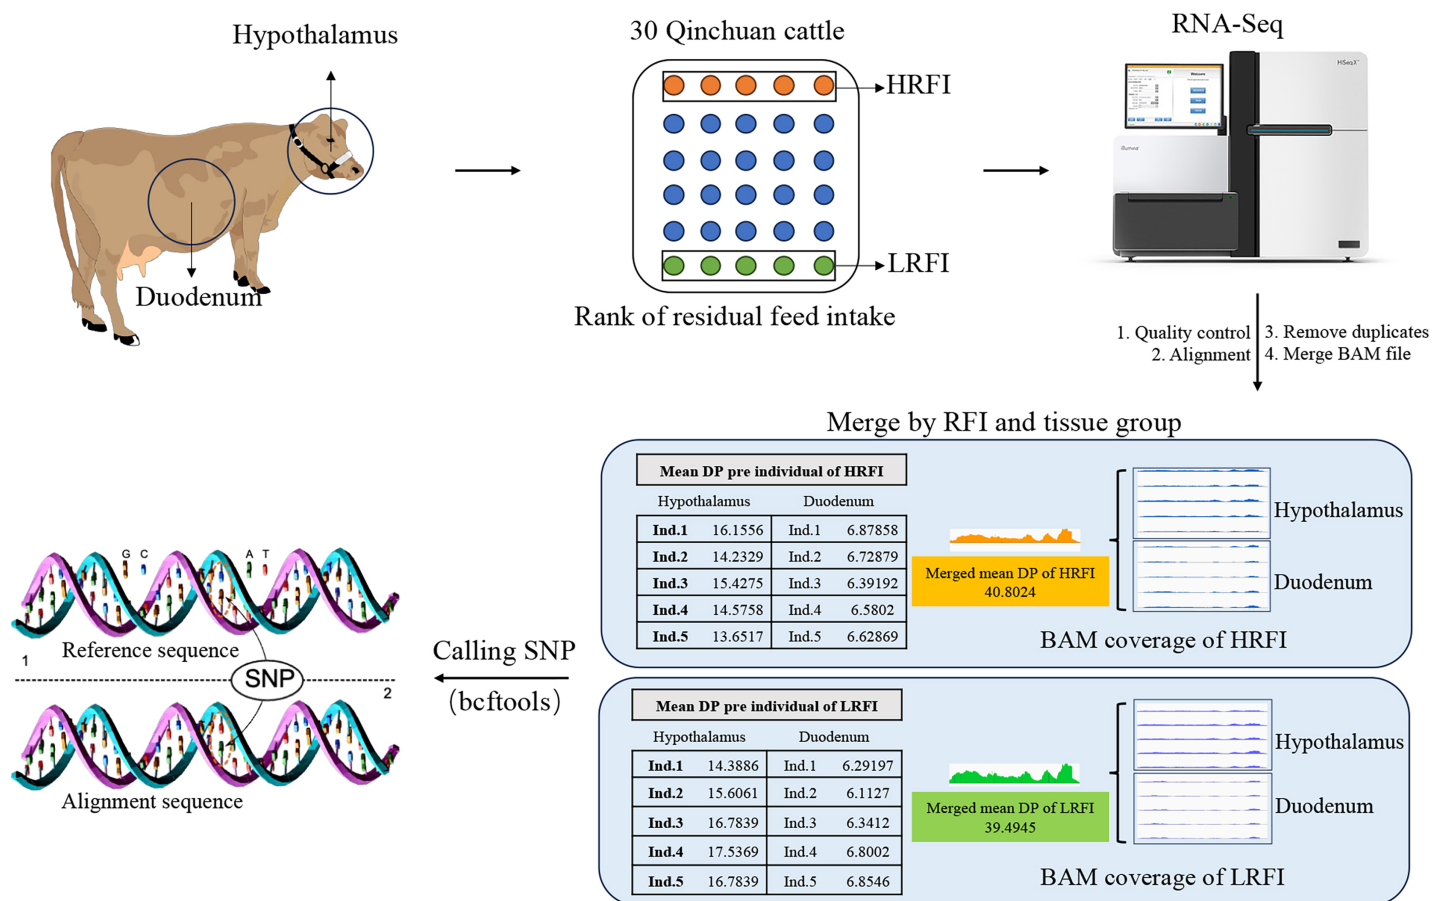 Hypothalamus
Duodenum
30 Qinchuan cattle
HRFI
LRFI
Rank of residual feed intake
RNA-Seq
Welcome
HiSeq X
illumina
1. Quality control
2. Alignment
3. Remove duplicates
4. Merge BAM file
Merge by RFI and tissue group
Mean DP pre individual of HRFI
Hypothalamus Duodenum
Ind.1 16.1556 Ind.1 6.87858
Ind.2 14.2329 Ind.2 6.72879
Ind.3 15.4275 Ind.3 6.39192
Ind.4 14.5758 Ind.4 6.5802
Ind.5 13.6517 Ind.5 6.62869
Merged mean DP of HRFI
40.8024
Hypothalamus
Duodenum
BAM coverage of HRFI
Mean DP pre individual of LRFI
Hypothalamus Duodenum
Ind.1 14.3886 Ind.1 6.29197
Ind.2 15.6061 Ind.2 6.1127
Ind.3 16.7839 Ind.3 6.3412
Ind.4 17.5369 Ind.4 6.8002
Ind.5 16.7839 Ind.5 6.8546
Merged mean DP of LRFI
39.4945
Hypothalamus
Duodenum
BAM coverage of LRFI
Calling SNP
(bcftools)
G C A T
Reference sequence
1
SNP
2
Alignment sequence